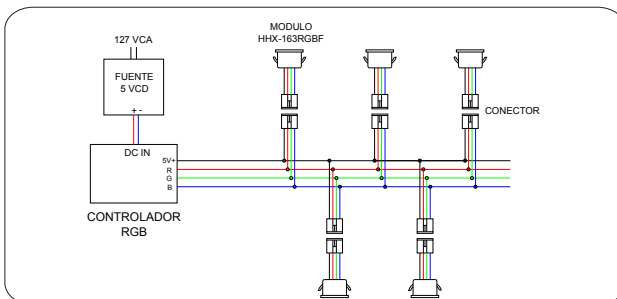 127 VCA
FUENTE
5 VCD
+ -
DC IN
5V+
R
G
B
CONTROLADOR
RGB
MODULO
HHX-163RGBF
CONECTOR